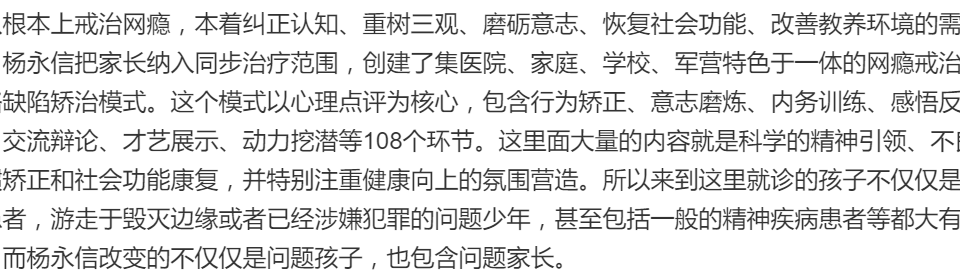 根本上戒治网瘾，本着纠正认知、重树三观、磨砺意志、恢复社会功能、改善教养环境的需
杨永信把家长纳入同步治疗范围，创建了集医院、家庭、学校、军营特色于一体的网瘾戒治
缺陷矫治模式。这个模式以心理点评为核心，包含行为矫正、意志磨炼、内务训练、感悟反
交流辩论、才艺展示、动力挖潜等108个环节。这里面大量的内容就是科学的精神引领、不
矫正和社会功能康复，并特别注重健康向上的氛围营造。所以来到这里就诊的孩子不仅仅是
者，游走于毁灭边缘或者已经涉嫌犯罪的问题少年，甚至包括一般的精神疾病患者等都大有
而杨永信改变的不仅仅是问题孩子，也包含问题家长。